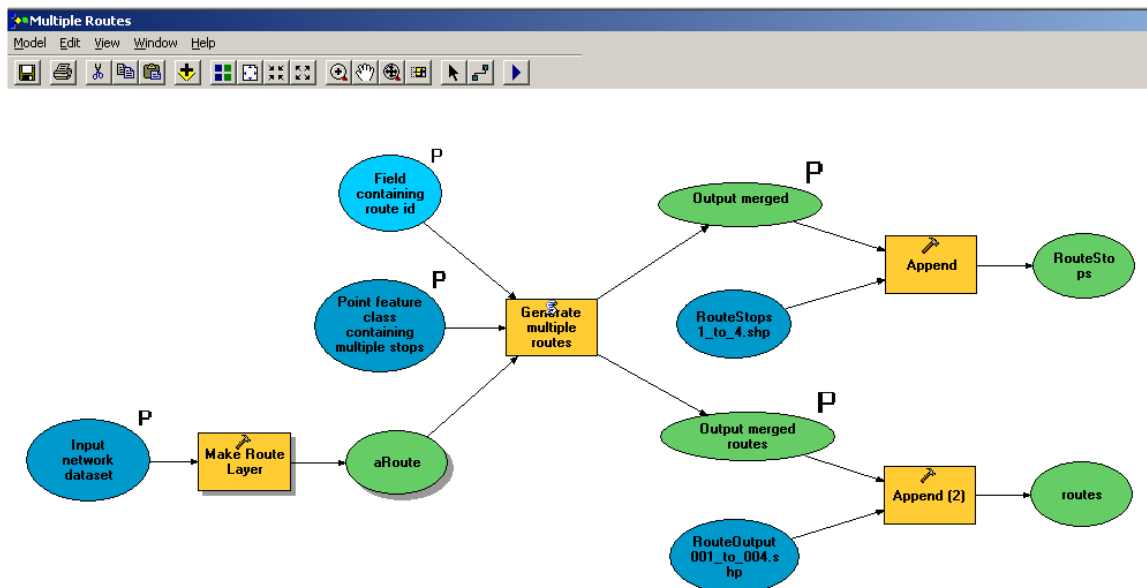 Multiple Routes
Model Edit View Window Help
P
Field
containing
route id
P
Output merged
Append
RouteSto
ps
P
Point feature
class
containing
multiple stops
Generate
multiple
routes
RouteStops
1_to_4.shp
P
Input
network
dataset
Make Route
Layer
aRoute
P
Output merged
routes
Append (2)
routes
RouteOutput
001_to_004.s
hp